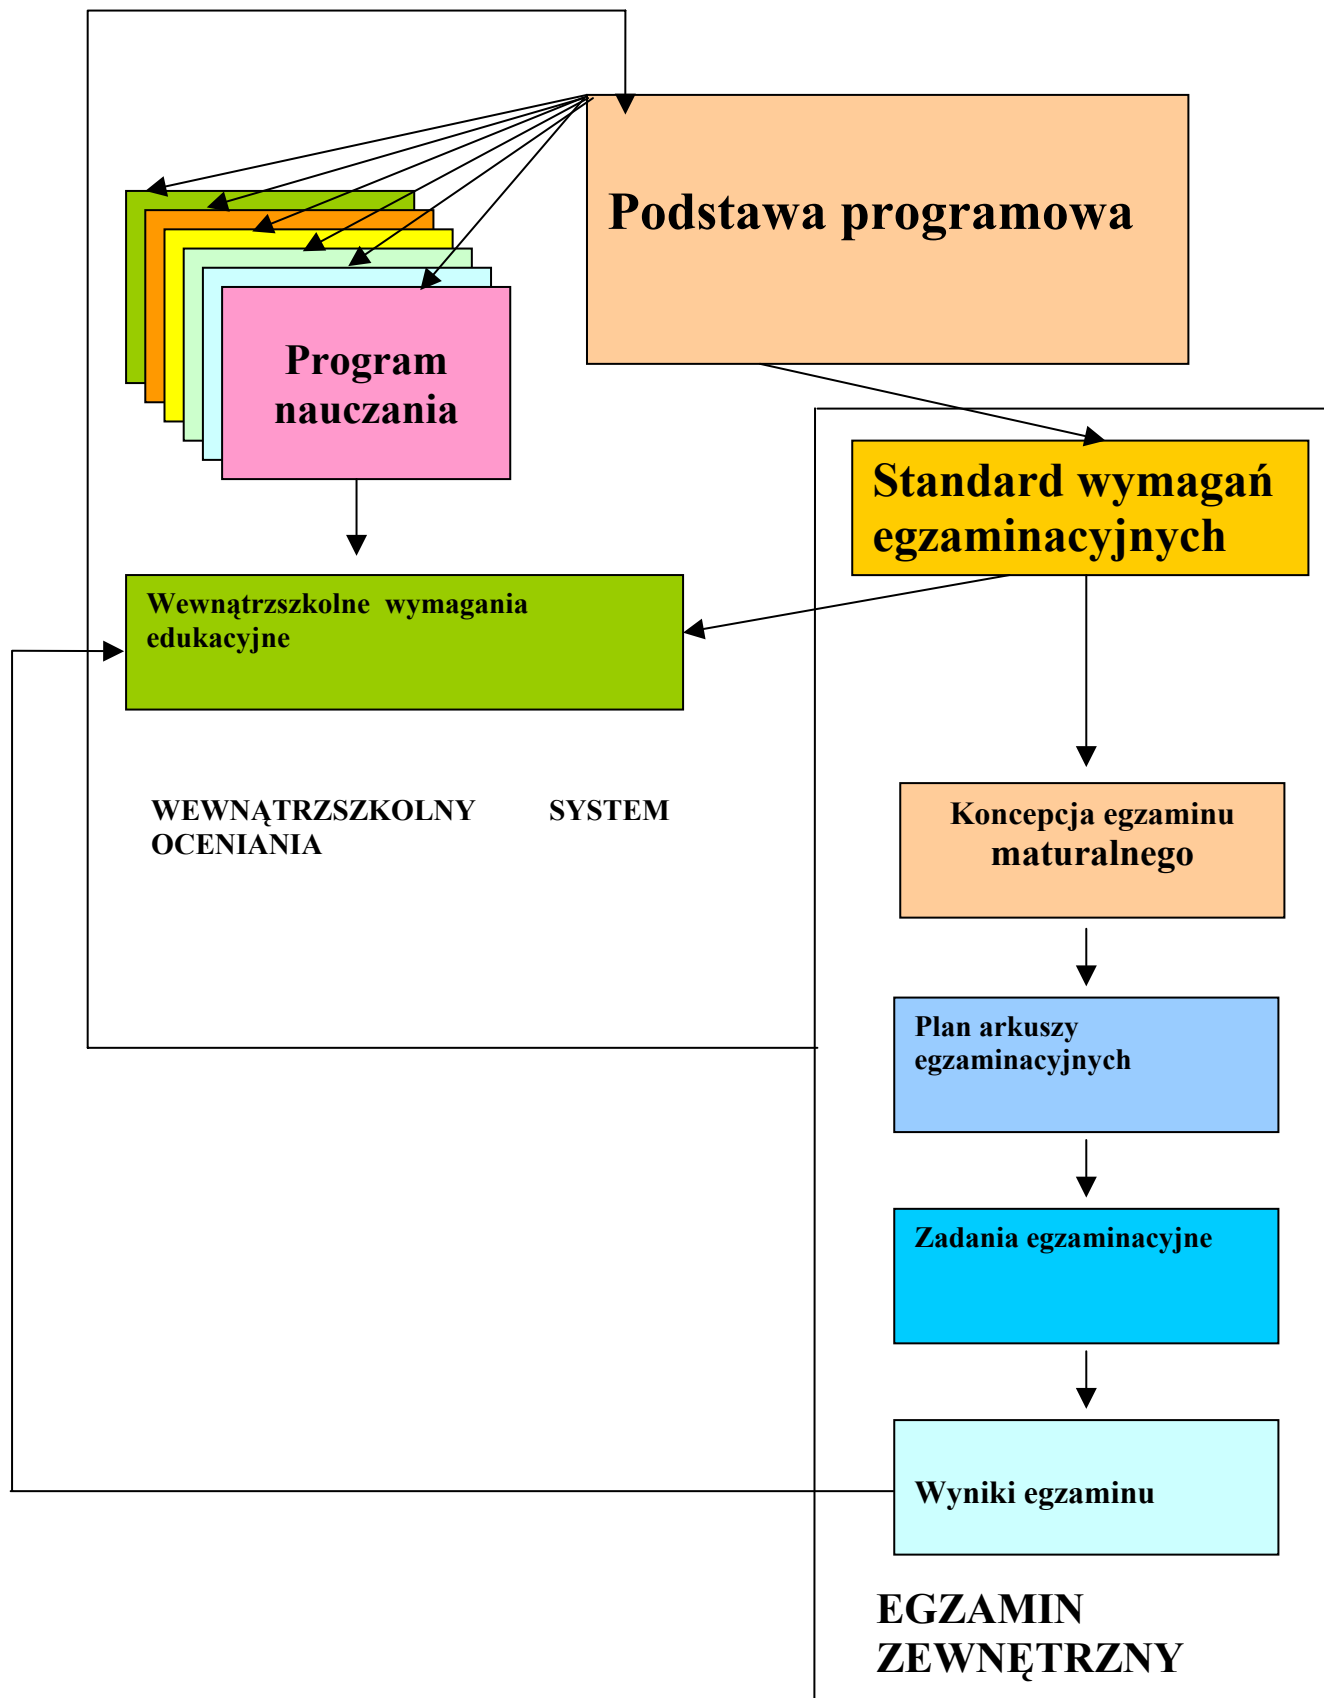 Podstawa programowa
Program
nauczania
Standard wymagań
egzaminacyjnych
Wewnątrzszkolne wymagania
edukacyjne
WEWNĄTRZSZKOLNY SYSTEM
OCENIANIA
Koncepcja egzaminu
maturalnego
Plan arkuszy
egzaminacyjnych
Zadania egzaminacyjne
Wyniki egzaminu
EGZAMIN
ZEWNĘTRZNY